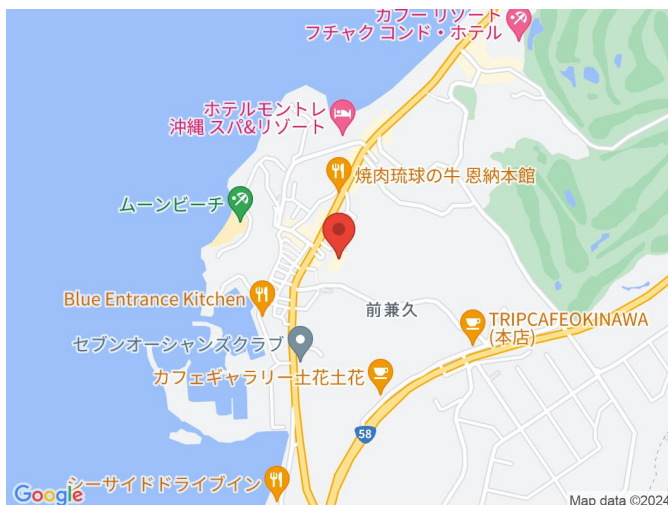 カフー リゾート
フチャク コンド・ホテル
ホテルモントレ
沖縄 スパ&リゾート
焼肉琉球の牛 恩納本館
ムーンビーチ
Blue Entrance Kitchen
前兼久
TRIPCAFEOKINAWA
(本店)
セブンオーシャンズクラブ
カフェギャラリー土花土花
58
シーサイドドライブイン
Google
Map data ©2024